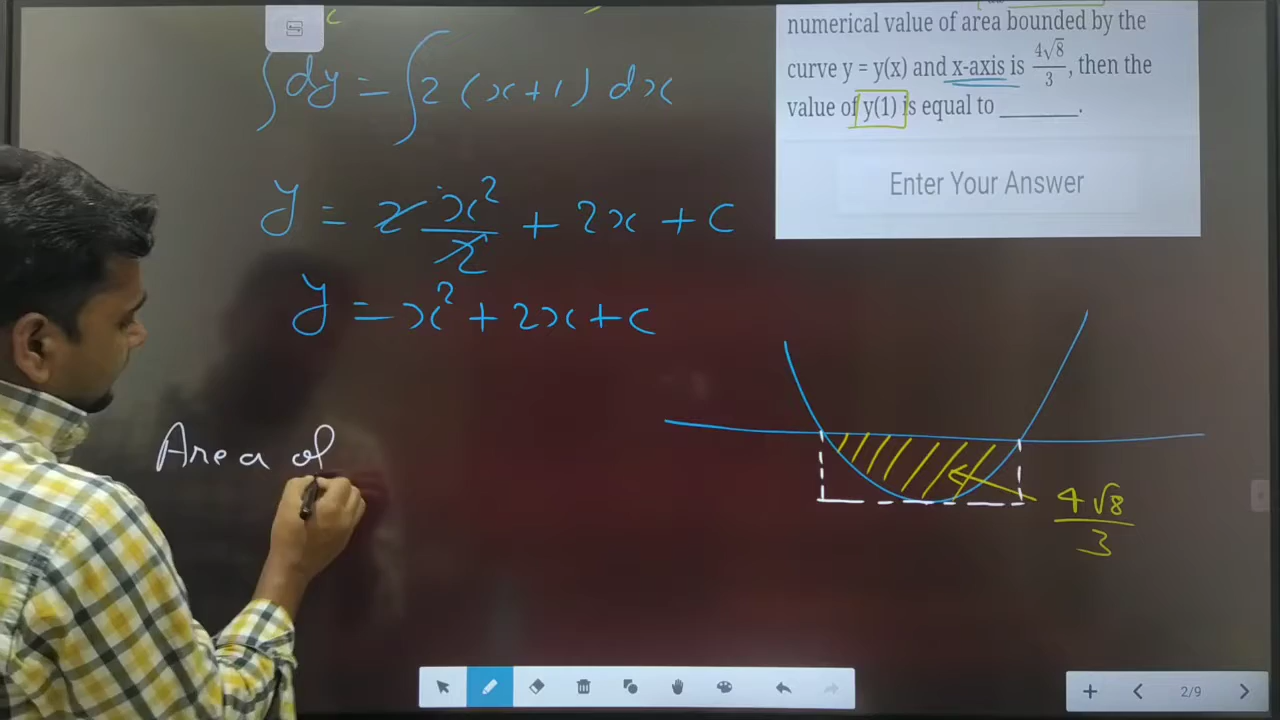 numerical value of area bounded by the
curve y = y(x) and x-axis is 4√8/3, then the
value of y(1) is equal to ________.
Enter Your Answer
∫ dy = ∫ 2 (x+1) dx
y = 2 x²/2 + 2x + c
y = x² + 2x + c
Area of
4√8/3
2/9